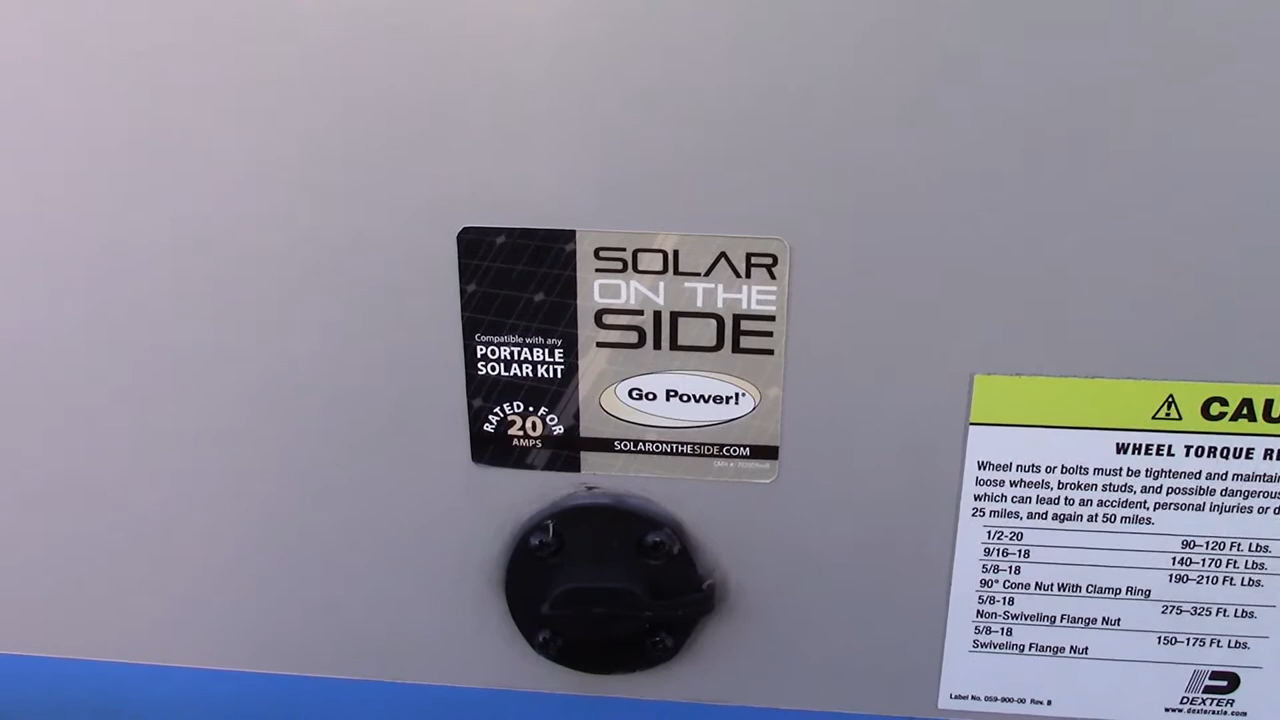 SOLAR
ON THE
SIDE
Compatible with any
PORTABLE
SOLAR KIT
RATED • FOR
20
AMPS
Go Power!®
SOLARONTHESIDE.COM
CAU
WHEEL TORQUE RE
Wheel nuts or bolts must be tightened and maintain
loose wheels, broken studs, and possible dangerous
which can lead to an accident, personal injuries or d
25 miles, and again at 50 miles.
1/2-20 90–120 Ft. Lbs.
9/16–18 140–170 Ft. Lbs.
5/8–18 190–210 Ft. Lbs.
90° Cone Nut With Clamp Ring
5/8-18 275–325 Ft. Lbs.
Non-Swiveling Flange Nut
5/8–18 150–175 Ft. Lbs.
Swiveling Flange Nut
DEXTER
www.dexteraxle.com
Label No. 059-900-00 Rev. B